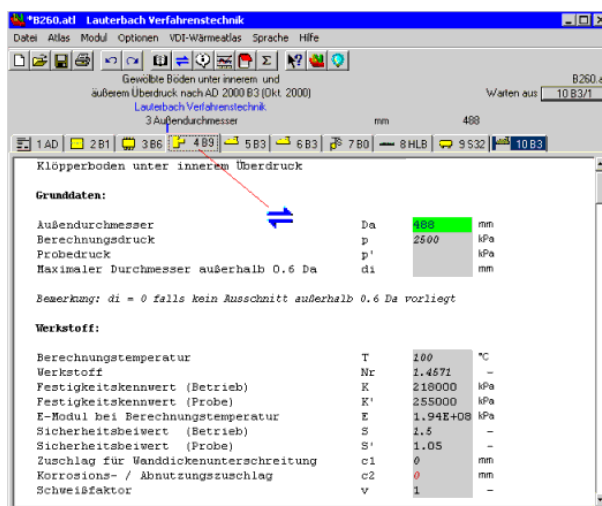 *B260.atl Lauterbach Verfahrenstechnik
Datei Atlas Modul Optionen VDI-Wärmeatlas Sprache Hilfe
Gewölbte Böden unter innerem und B260.a
äußerem Überdruck nach AD 2000 B3 (Okt. 2000) Warten aus 10 B3/1
Lauterbach Verfahrenstechnik
3 Außendurchmesser mm 488
1 AD 2 B1 3 B6 4 B9 5 B3 6 B3 7 B0 8 HLB 9 S32 10 B3
Klöpperboden unter innerem Überdruck
Grunddaten:
Außendurchmesser Da 488 mm
Berechnungsdruck p 2500 kPa
Probedruck p' kPa
Maximaler Durchmesser außerhalb 0.6 Da di mm
Bemerkung: di = 0 falls kein Ausschnitt außerhalb 0.6 Da vorliegt
Werkstoff:
Berechnungstemperatur T 100 °C
Werkstoff Nr 1.4571 -
Festigkeitskennwert (Betrieb) K 218000 kPa
Festigkeitskennwert (Probe) K' 255000 kPa
E-Modul bei Berechnungstemperatur E 1.94E+08 kPa
Sicherheitsbeiwert (Betrieb) S 1.5 -
Sicherheitsbeiwert (Probe) S' 1.05 -
Zuschlag für Wanddickenunterschreitung c1 0 mm
Korrosions- / Abnutzungszuschlag c2 0 mm
Schweißfaktor v 1 -